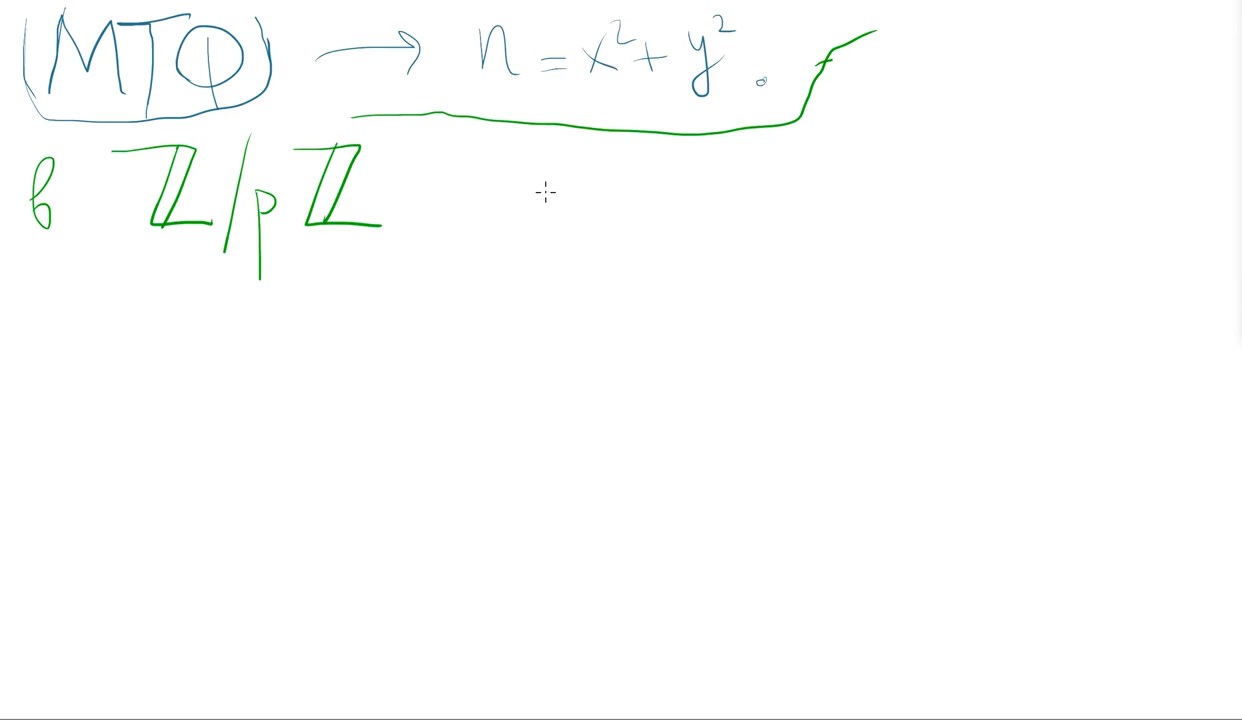 (МТФ) → n = x² + y².
в ℤ/pℤ